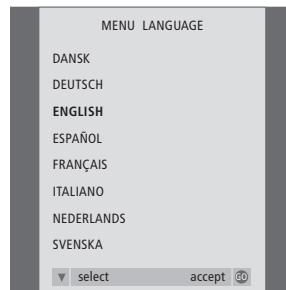 MENU LANGUAGE
DANSK
DEUTSCH
ENGLISH
ESPAÑOL
FRANÇAIS
ITALIANO
NEDERLANDS
SVENSKA
▼ select accept GO